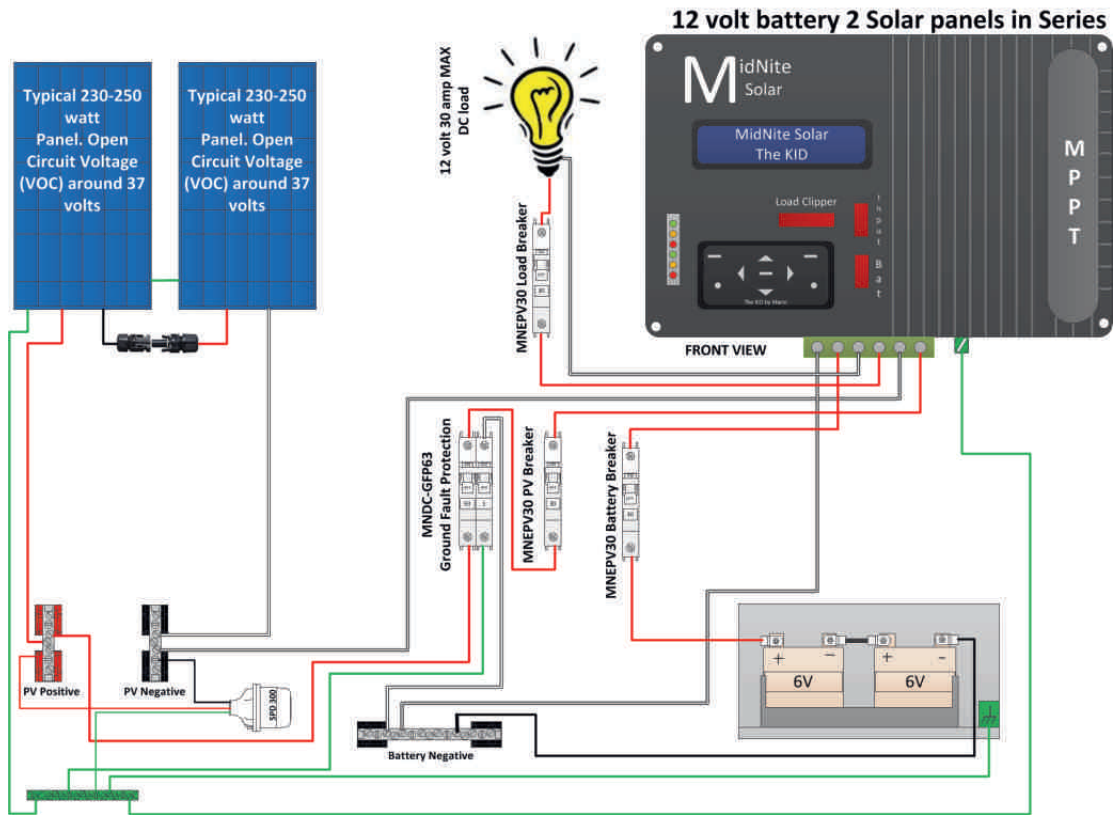 12 volt battery 2 Solar panels in Series
Typical 230-250
watt
Panel. Open
Circuit Voltage
(VOC) around 37
volts
Typical 230-250
watt
Panel. Open
Circuit Voltage
(VOC) around 37
volts
12 volt 30 amp MAX
DC load
MidNite
Solar
MidNite Solar
The KID
MPPT
Load Clipper
Input
Bat
MNEPV30 Load Breaker
FRONT VIEW
MNDC-GFP63
Ground Fault Protection
MNEPV30 PV Breaker
MNEPV30 Battery Breaker
PV Positive
PV Negative
SPD 300
Battery Negative
+ -
+ -
6V
6V